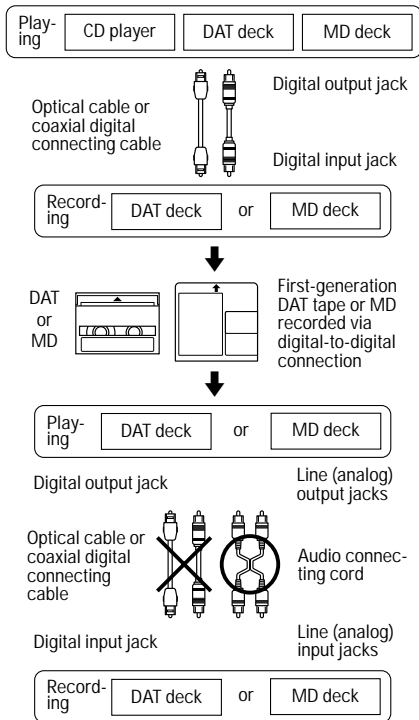 Play-
ing
CD player
DAT deck
MD deck
Optical cable or
coaxial digital
connecting cable
Digital output jack
Digital input jack
Record-
ing
DAT deck
or
MD deck
DAT
or
MD
First-generation
DAT tape or MD
recorded via
digital-to-digital
connection
Play-
ing
DAT deck
or
MD deck
Digital output jack
Line (analog)
output jacks
Optical cable or
coaxial digital
connecting
cable
Audio connec-
ting cord
Digital input jack
Line (analog)
input jacks
Record-
ing
DAT deck
or
MD deck